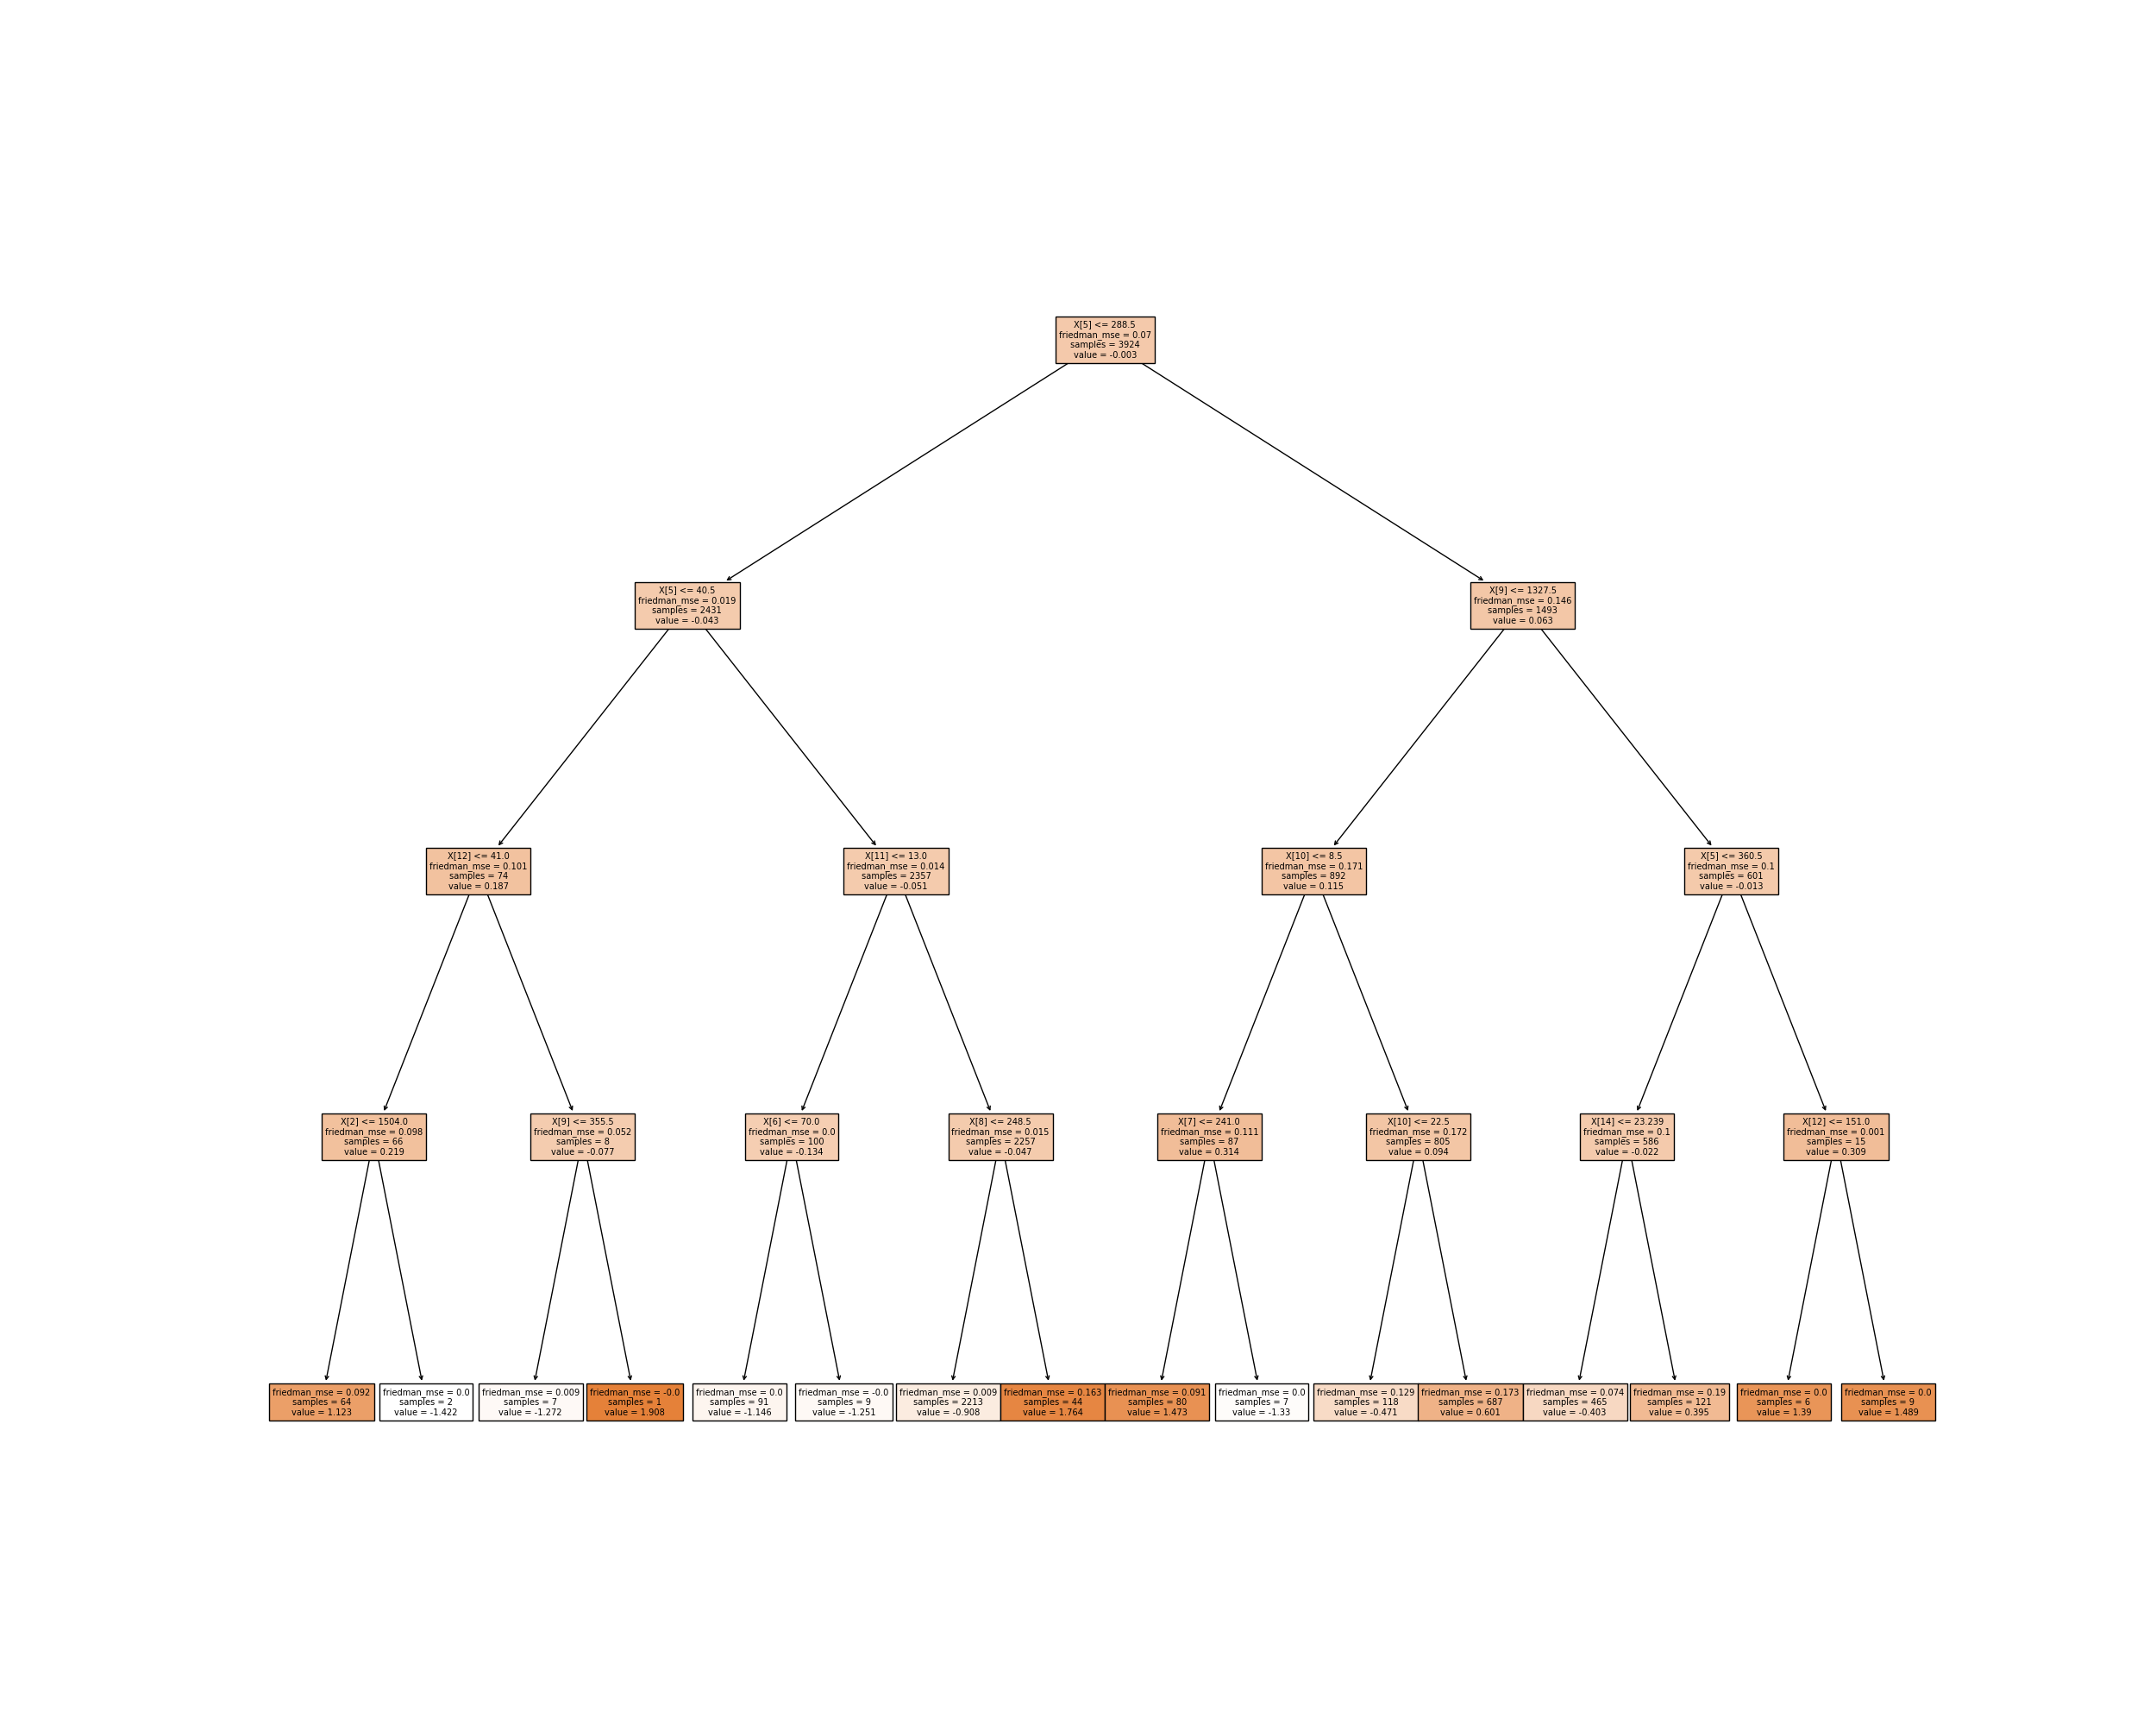 X[5] <= 288.5
friedman_mse = 0.07
samples = 3924
value = -0.003
X[5] <= 40.5
friedman_mse = 0.019
samples = 2431
value = -0.043
X[9] <= 1327.5
friedman_mse = 0.146
samples = 1493
value = 0.063
X[12] <= 41.0
friedman_mse = 0.101
samples = 74
value = 0.187
X[11] <= 13.0
friedman_mse = 0.014
samples = 2357
value = -0.051
X[10] <= 8.5
friedman_mse = 0.171
samples = 892
value = 0.115
X[5] <= 360.5
friedman_mse = 0.1
samples = 601
value = -0.013
X[2] <= 1504.0
friedman_mse = 0.098
samples = 66
value = 0.219
X[9] <= 355.5
friedman_mse = 0.052
samples = 8
value = -0.077
X[6] <= 70.0
friedman_mse = 0.0
samples = 100
value = -0.134
X[8] <= 248.5
friedman_mse = 0.015
samples = 2257
value = -0.047
X[7] <= 241.0
friedman_mse = 0.111
samples = 87
value = 0.314
X[10] <= 22.5
friedman_mse = 0.172
samples = 805
value = 0.094
X[14] <= 23.239
friedman_mse = 0.1
samples = 586
value = -0.022
X[12] <= 151.0
friedman_mse = 0.001
samples = 15
value = 0.309
friedman_mse = 0.092
samples = 64
value = 1.123
friedman_mse = 0.0
samples = 2
value = -1.422
friedman_mse = 0.009
samples = 7
value = -1.272
friedman_mse = -0.0
samples = 1
value = 1.908
friedman_mse = 0.0
samples = 91
value = -1.146
friedman_mse = -0.0
samples = 9
value = -1.251
friedman_mse = 0.009
samples = 2213
value = -0.908
friedman_mse = 0.163
samples = 44
value = 1.764
friedman_mse = 0.091
samples = 80
value = 1.473
friedman_mse = 0.0
samples = 7
value = -1.33
friedman_mse = 0.129
samples = 118
value = -0.471
friedman_mse = 0.173
samples = 687
value = 0.601
friedman_mse = 0.074
samples = 465
value = -0.403
friedman_mse = 0.19
samples = 121
value = 0.395
friedman_mse = 0.0
samples = 6
value = 1.39
friedman_mse = 0.0
samples = 9
value = 1.489